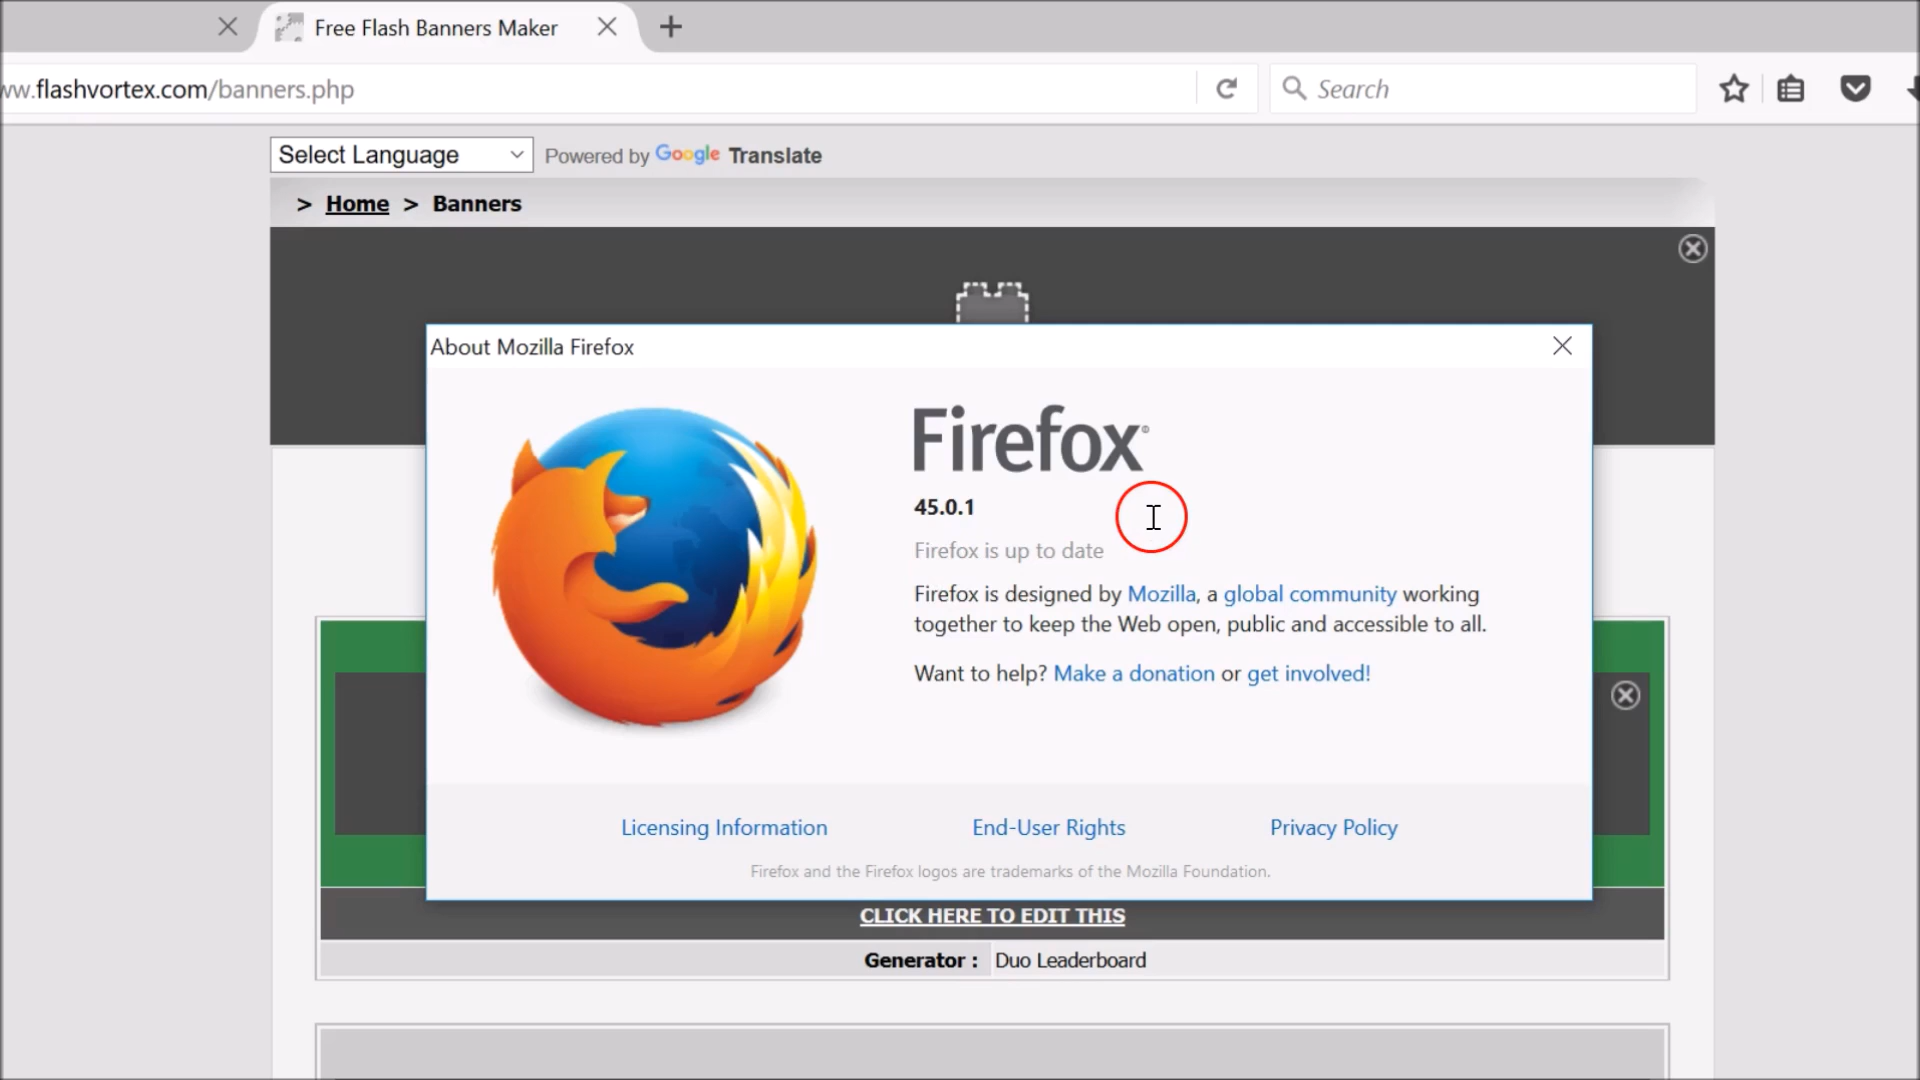 Free Flash Banners Maker
ww.flashvortex.com/banners.php
Search
Select Language
Powered by Google Translate
> Home > Banners
About Mozilla Firefox
Firefox®
45.0.1
Firefox is up to date
Firefox is designed by Mozilla, a global community working
together to keep the Web open, public and accessible to all.
Want to help? Make a donation or get involved!
Licensing Information
End-User Rights
Privacy Policy
Firefox and the Firefox logos are trademarks of the Mozilla Foundation.
CLICK HERE TO EDIT THIS
Generator : Duo Leaderboard